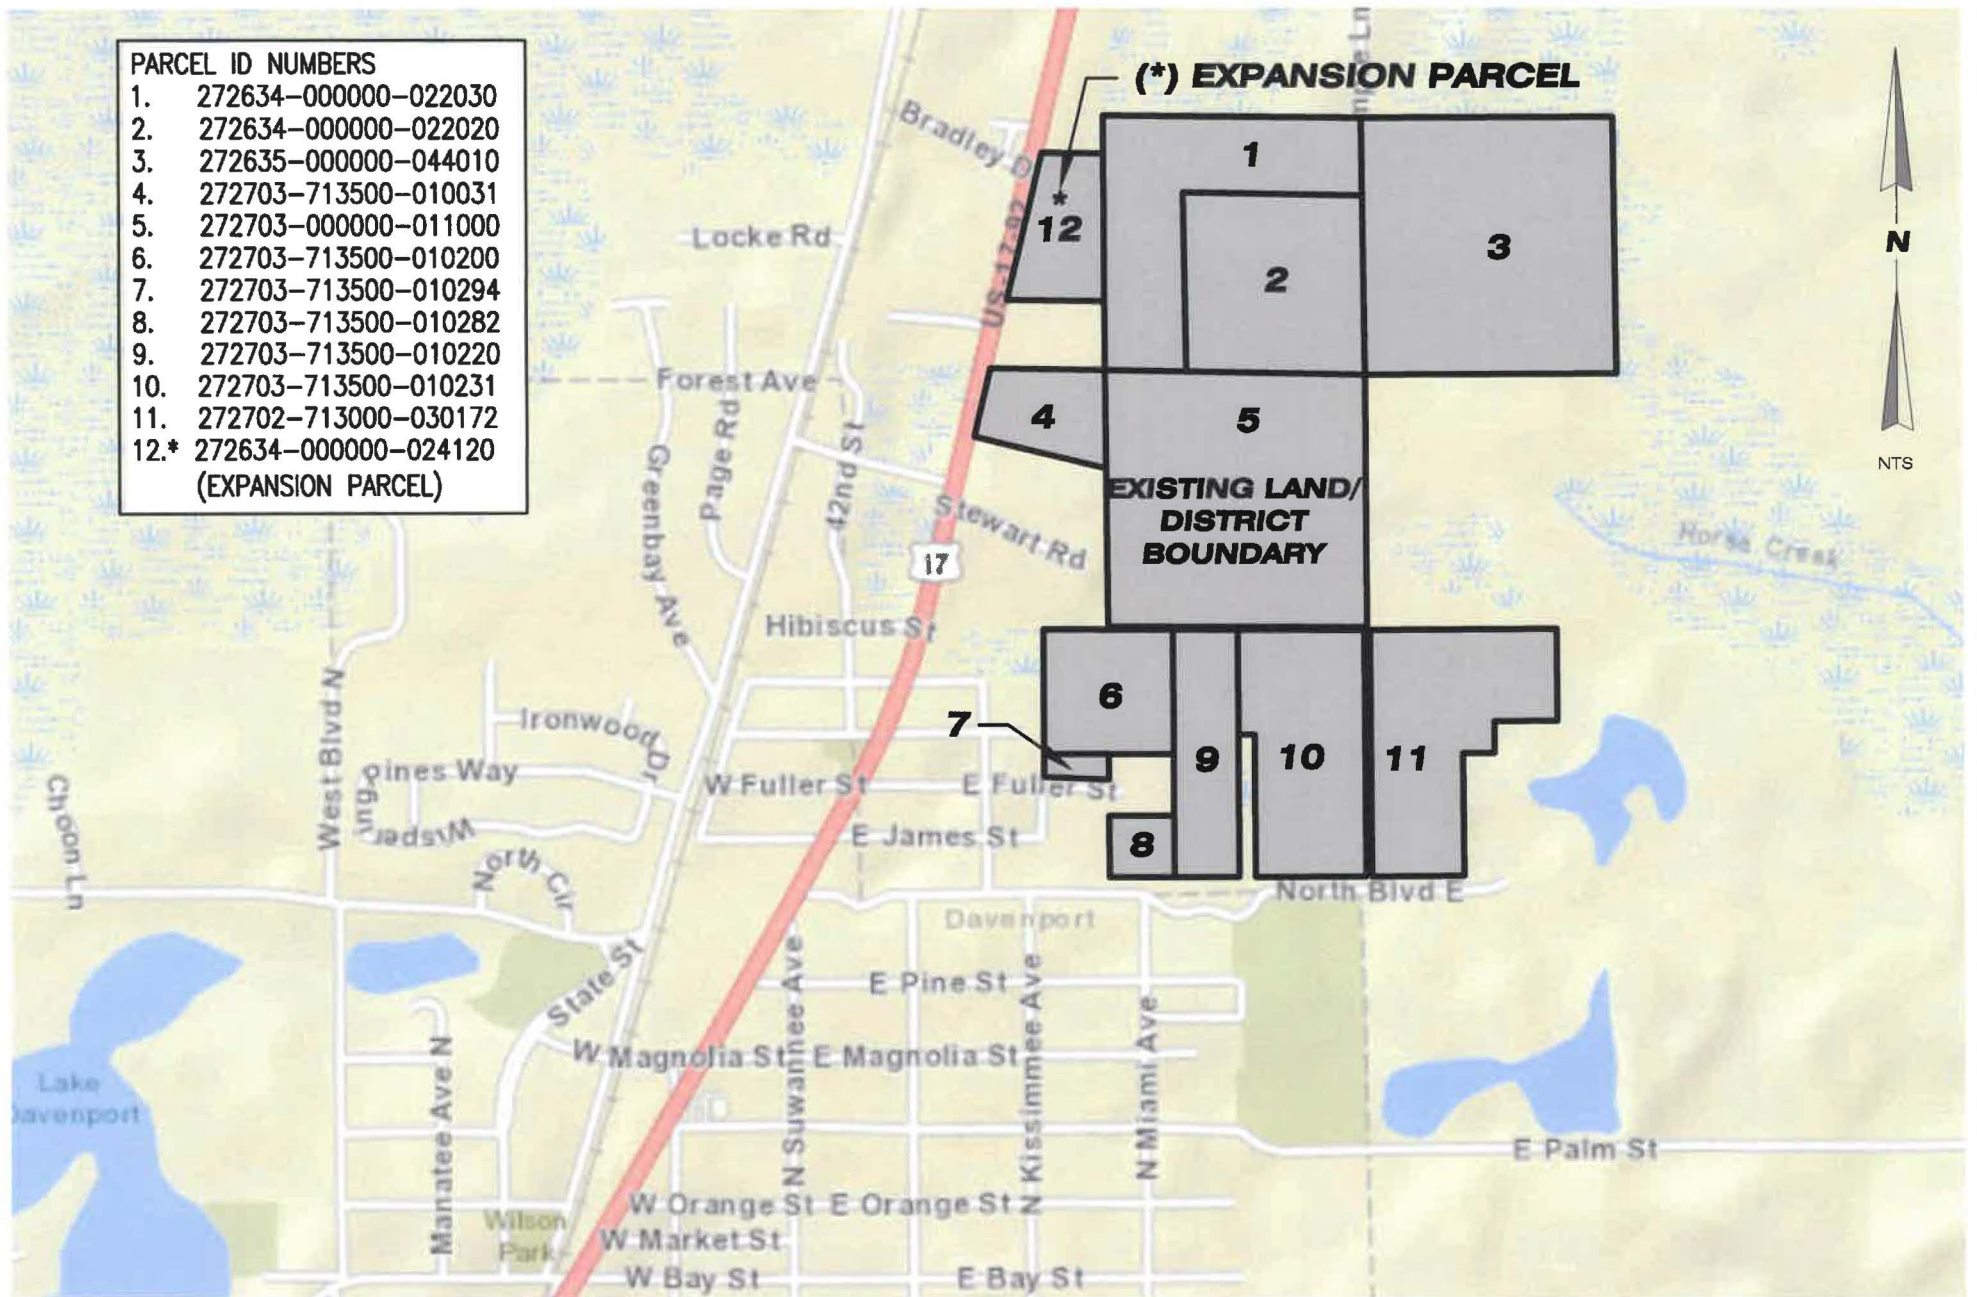 PARCEL ID NUMBERS
1. 272634-000000-022030
2. 272634-000000-022020
3. 272635-000000-044010
4. 272703-713500-010031
5. 272703-000000-011000
6. 272703-713500-010200
7. 272703-713500-010294
8. 272703-713500-010282
9. 272703-713500-010220
10. 272703-713500-010231
11. 272702-713000-030172
12.* 272634-000000-024120
(EXPANSION PARCEL)
(*) EXPANSION PARCEL
Bradley D
US-17-92
*
12
1
2
3
N
NTS
Locke Rd
Forest Ave
Page Rd
Greenbay Ave
42nd St
Stewart Rd
17
4
5
EXISTING LAND/
DISTRICT
BOUNDARY
Horse Creek
Hibiscus St
6
7
8
9
10
11
West Blvd N
Ironwood Dr
Whispering
pines Way
North Cir
Choon Ln
W Fuller St
E Fuller St
E James St
North Blvd E
Davenport
State St
E Pine St
N Suwannee Ave
N Kissimmee Ave
N Miami Ave
W Magnolia St
E Magnolia St
Manatee Ave N
Lake
Davenport
E Palm St
W Orange St
E Orange St
Wilson
Park
W Market St
W Bay St
E Bay St